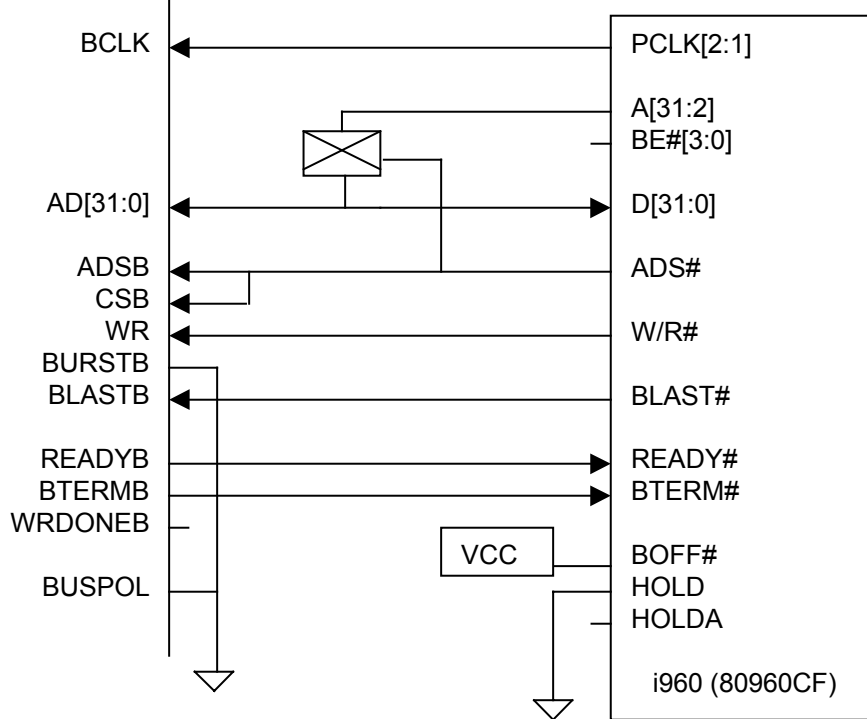 BCLK
PCLK[2:1]
A[31:2]
BE#[3:0]
AD[31:0]
D[31:0]
ADSB
ADS#
CSB
WR
W/R#
BURSTB
BLASTB
BLAST#
READYB
READY#
BTERMB
BTERM#
WRDONEB
VCC
BOFF#
BUSPOL
HOLD
HOLDA
i960 (80960CF)